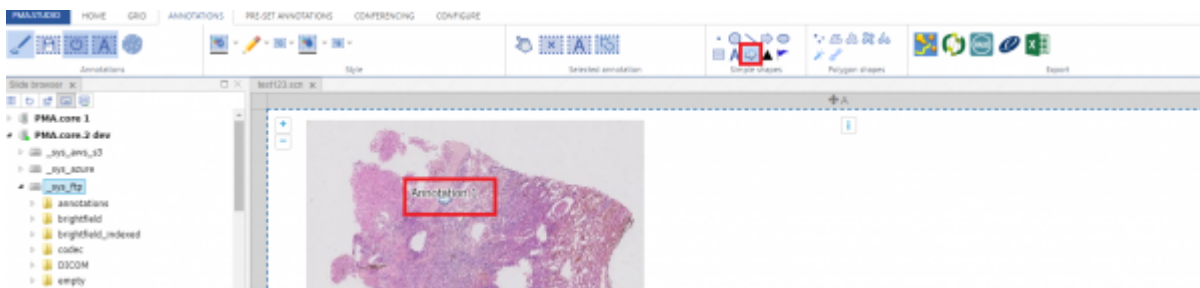 PMA.STUDIO HOME GRID ANNOTATIONS PRE-SET ANNOTATIONS CONFERENCING CONFIGURE
Annotations Style Selected annotation Simple shapes Polygon shapes Export
Slide browser x test123.scn x
A
PMA.core 1
PMA.core.2 dev
_sys_aws_s3
_sys_azure
_sys_ftp
annotations
brightfield
brightfield_indexed
codec
DICOM
empty
Annotation